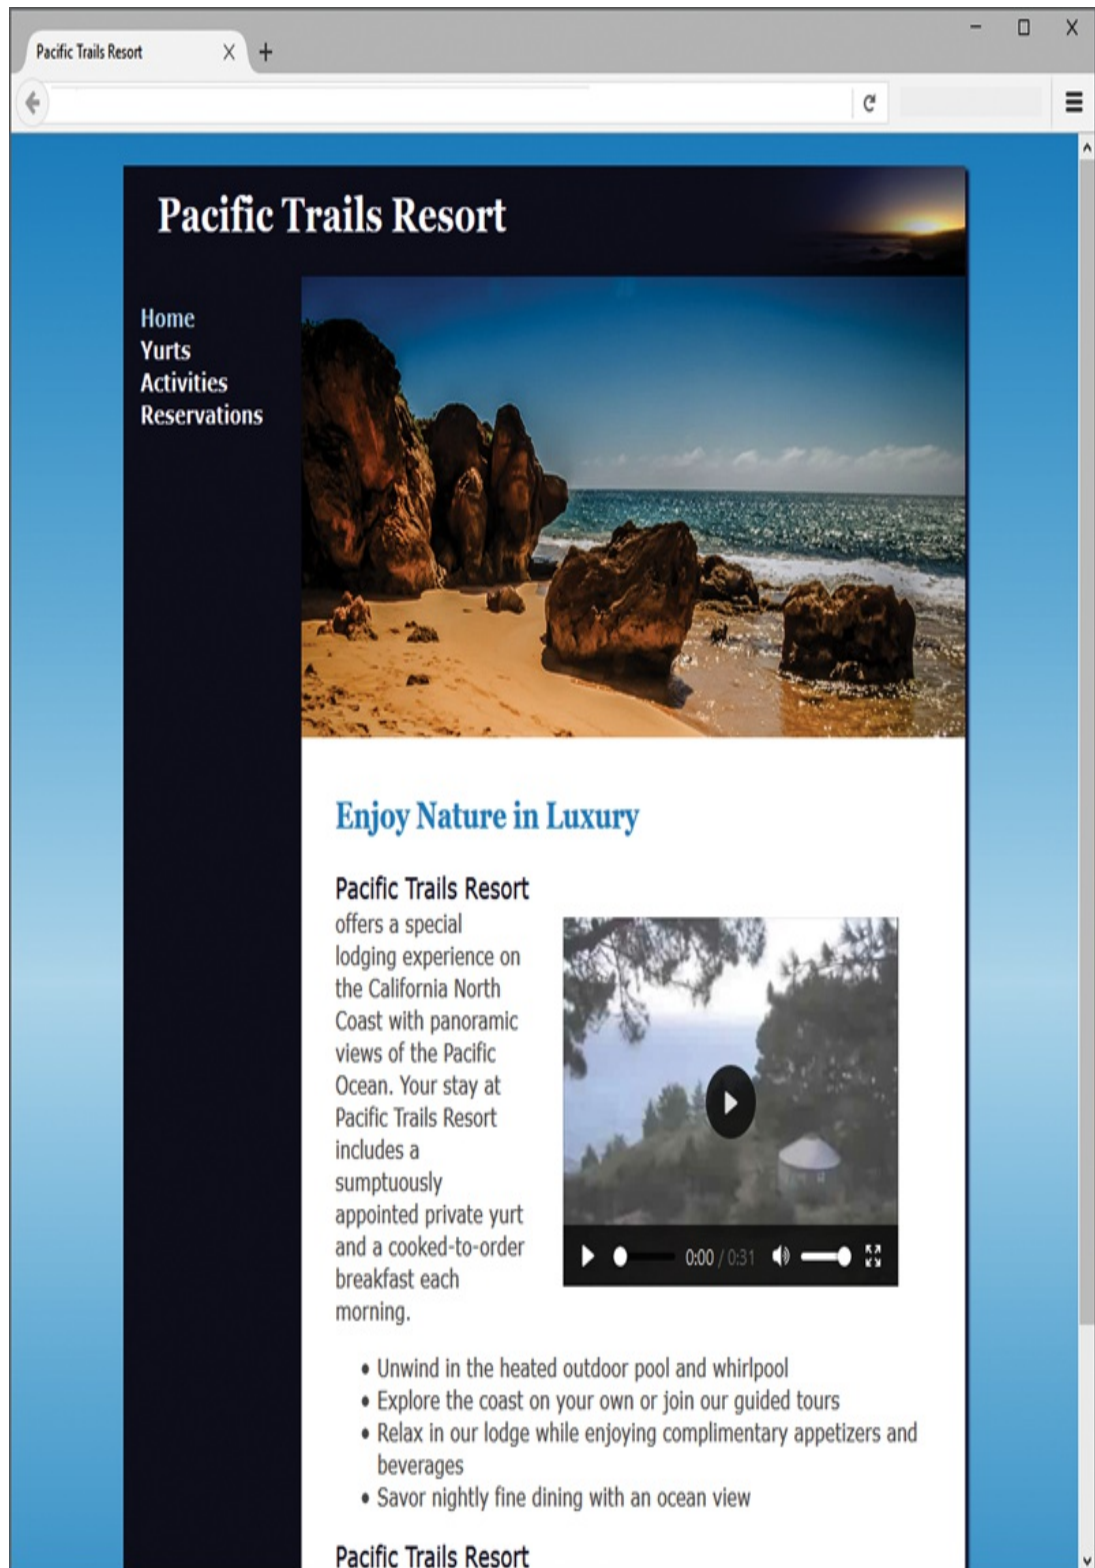 Pacific Trails Resort
Pacific Trails Resort
Home
Yurts
Activities
Reservations
Enjoy Nature in Luxury
Pacific Trails Resort
offers a special
lodging experience on
the California North
Coast with panoramic
views of the Pacific
Ocean. Your stay at
Pacific Trails Resort
includes a
sumptuously
appointed private yurt
and a cooked-to-order
breakfast each
morning.
0:00 / 0:31
• Unwind in the heated outdoor pool and whirlpool
• Explore the coast on your own or join our guided tours
• Relax in our lodge while enjoying complimentary appetizers and
beverages
• Savor nightly fine dining with an ocean view
Pacific Trails Resort